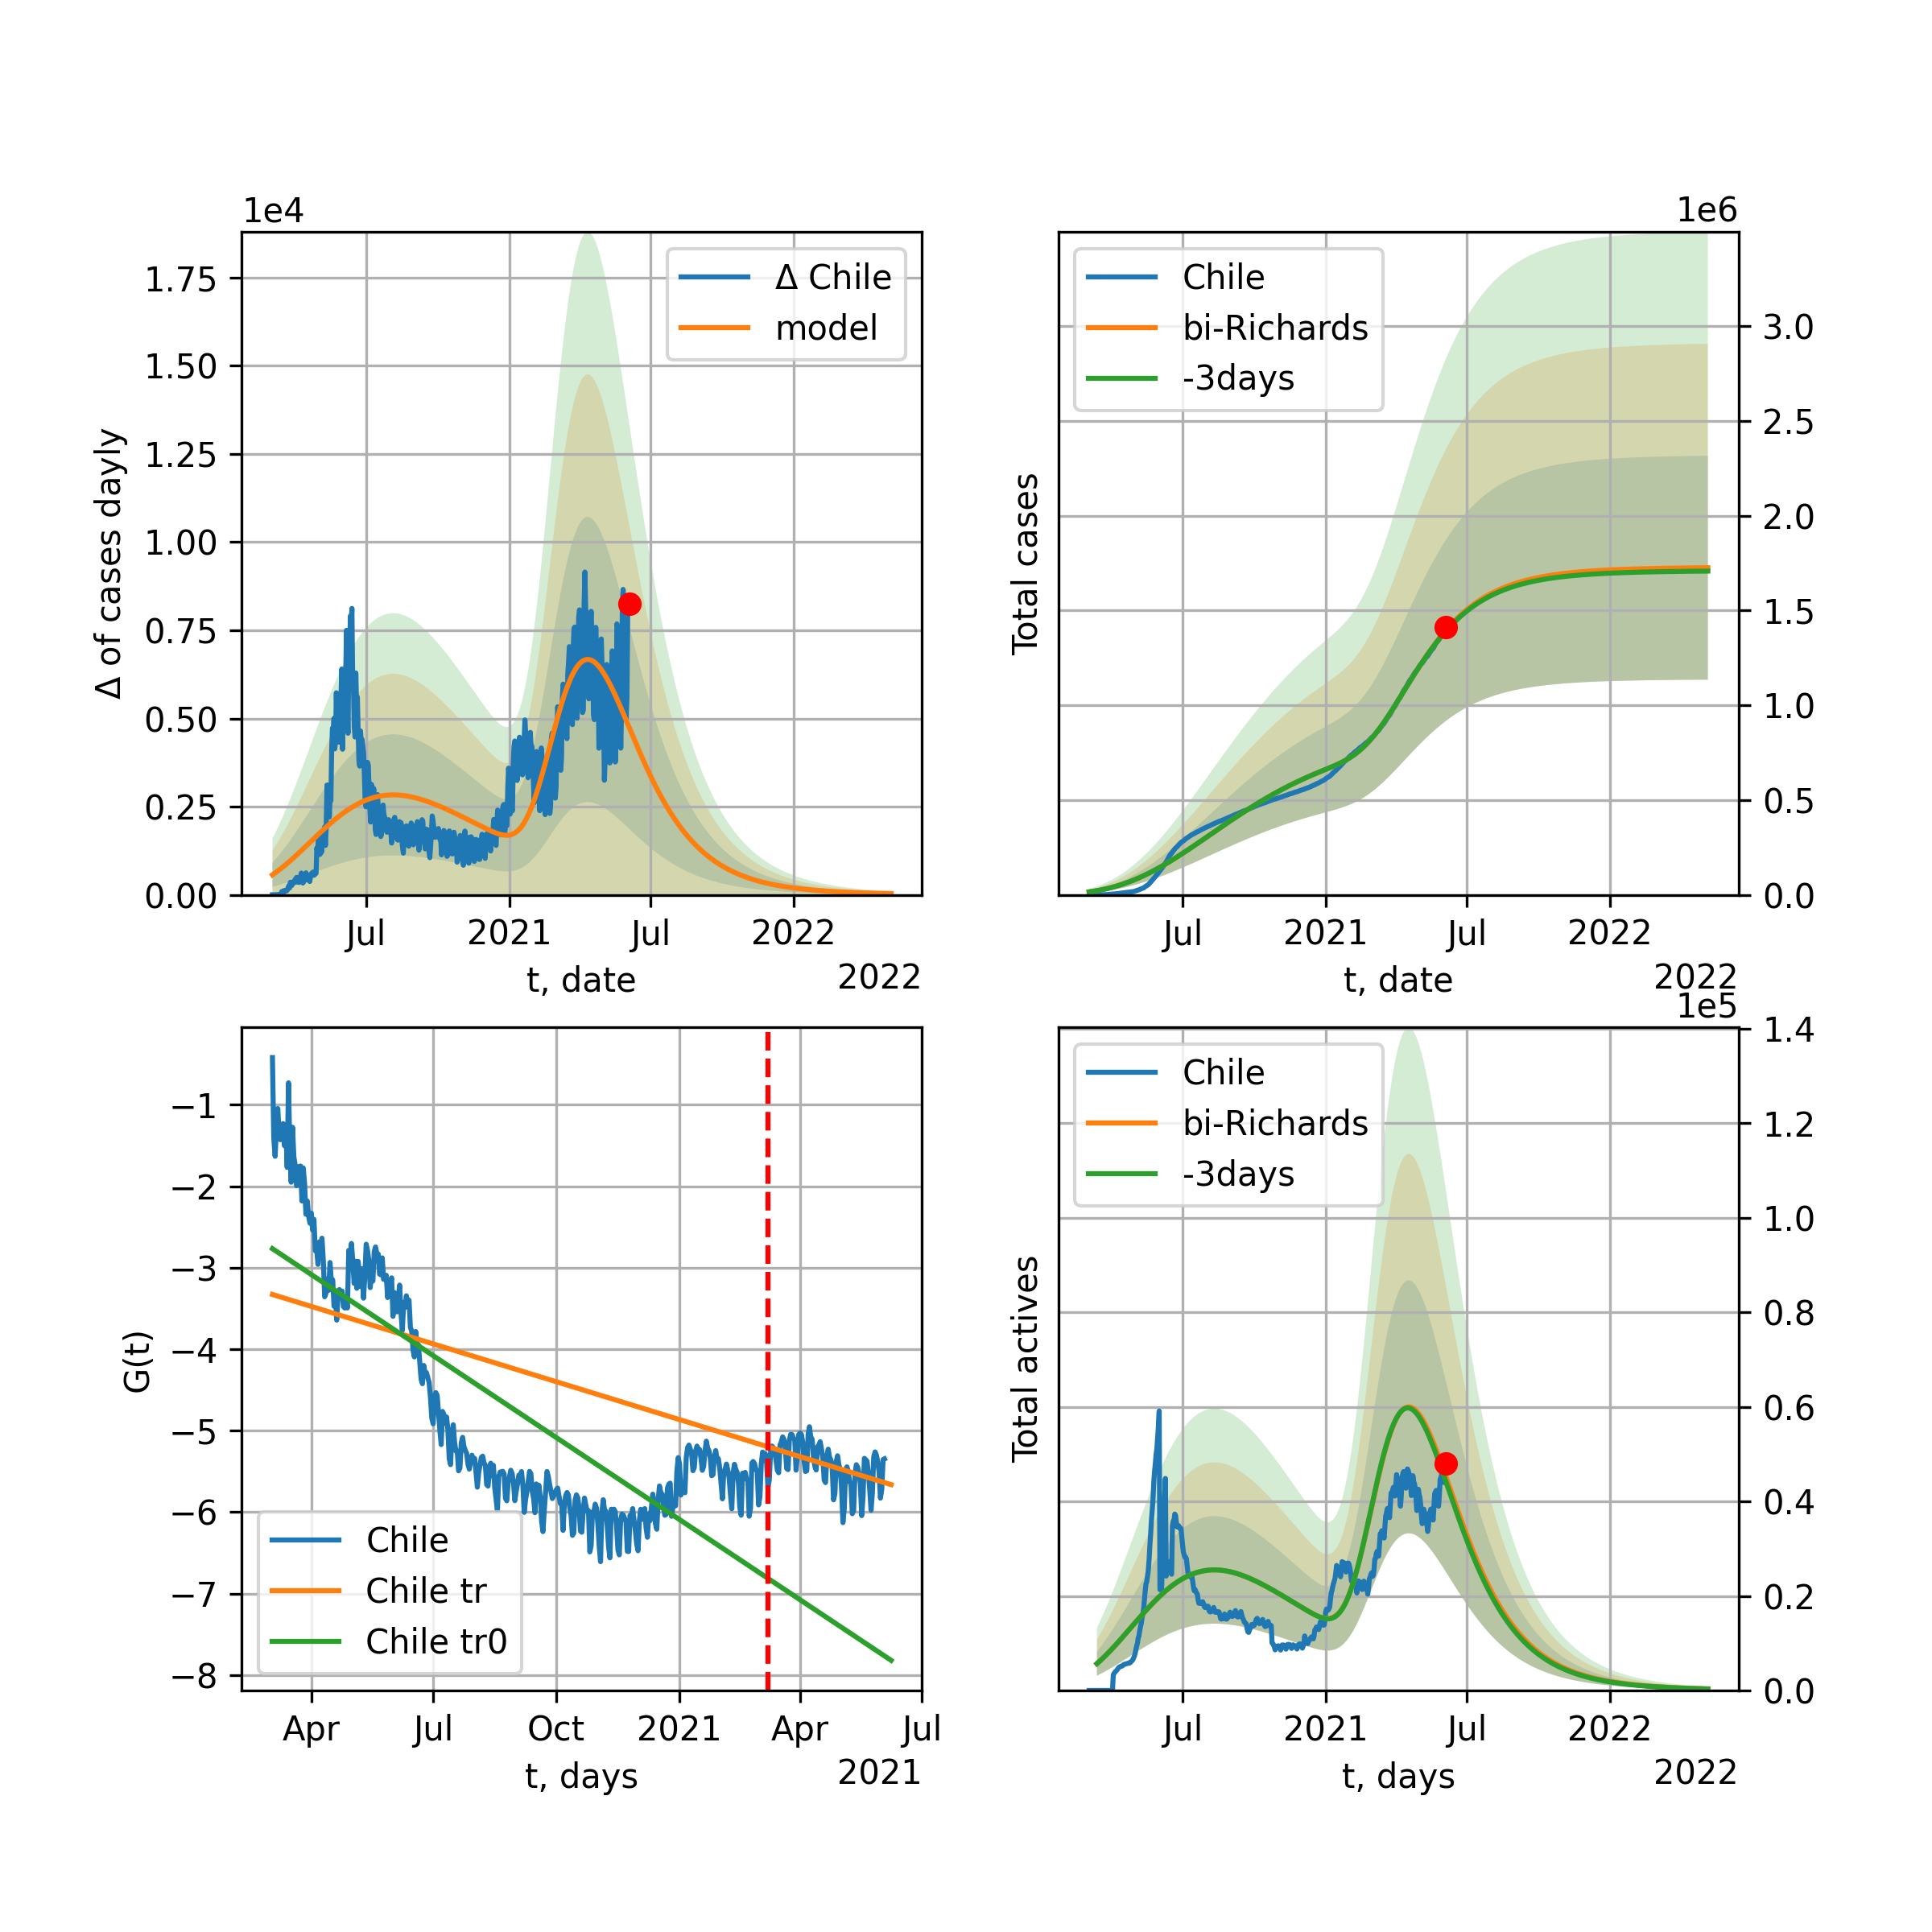 1e4
1.75
1.50
1.25
1.00
0.75
0.50
0.25
0.00
Δ of cases dayly
Δ Chile
model
Jul
2021
Jul
2022
t, date
2022
1e6
Chile
bi-Richards
-3days
Total cases
3.0
2.5
2.0
1.5
1.0
0.5
0.0
Jul
2021
Jul
2022
t, date
2022
−1
−2
−3
−4
−5
−6
−7
−8
G(t)
Chile
Chile tr
Chile tr0
Apr
Jul
Oct
2021
Apr
Jul
t, days
2021
1e5
Chile
bi-Richards
-3days
Total actives
1.4
1.2
1.0
0.8
0.6
0.4
0.2
0.0
Jul
2021
Jul
2022
t, days
2022